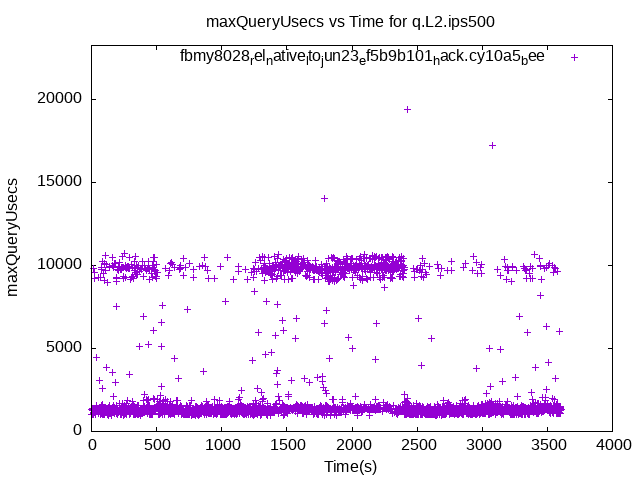 maxQueryUsecs vs Time for q.L2.ips500
fbmy8028relnativeltojun23ef5b9b101hack.cy10a5bee
maxQueryUsecs
20000
15000
10000
5000
0
0 500 1000 1500 2000 2500 3000 3500 4000
Time(s)